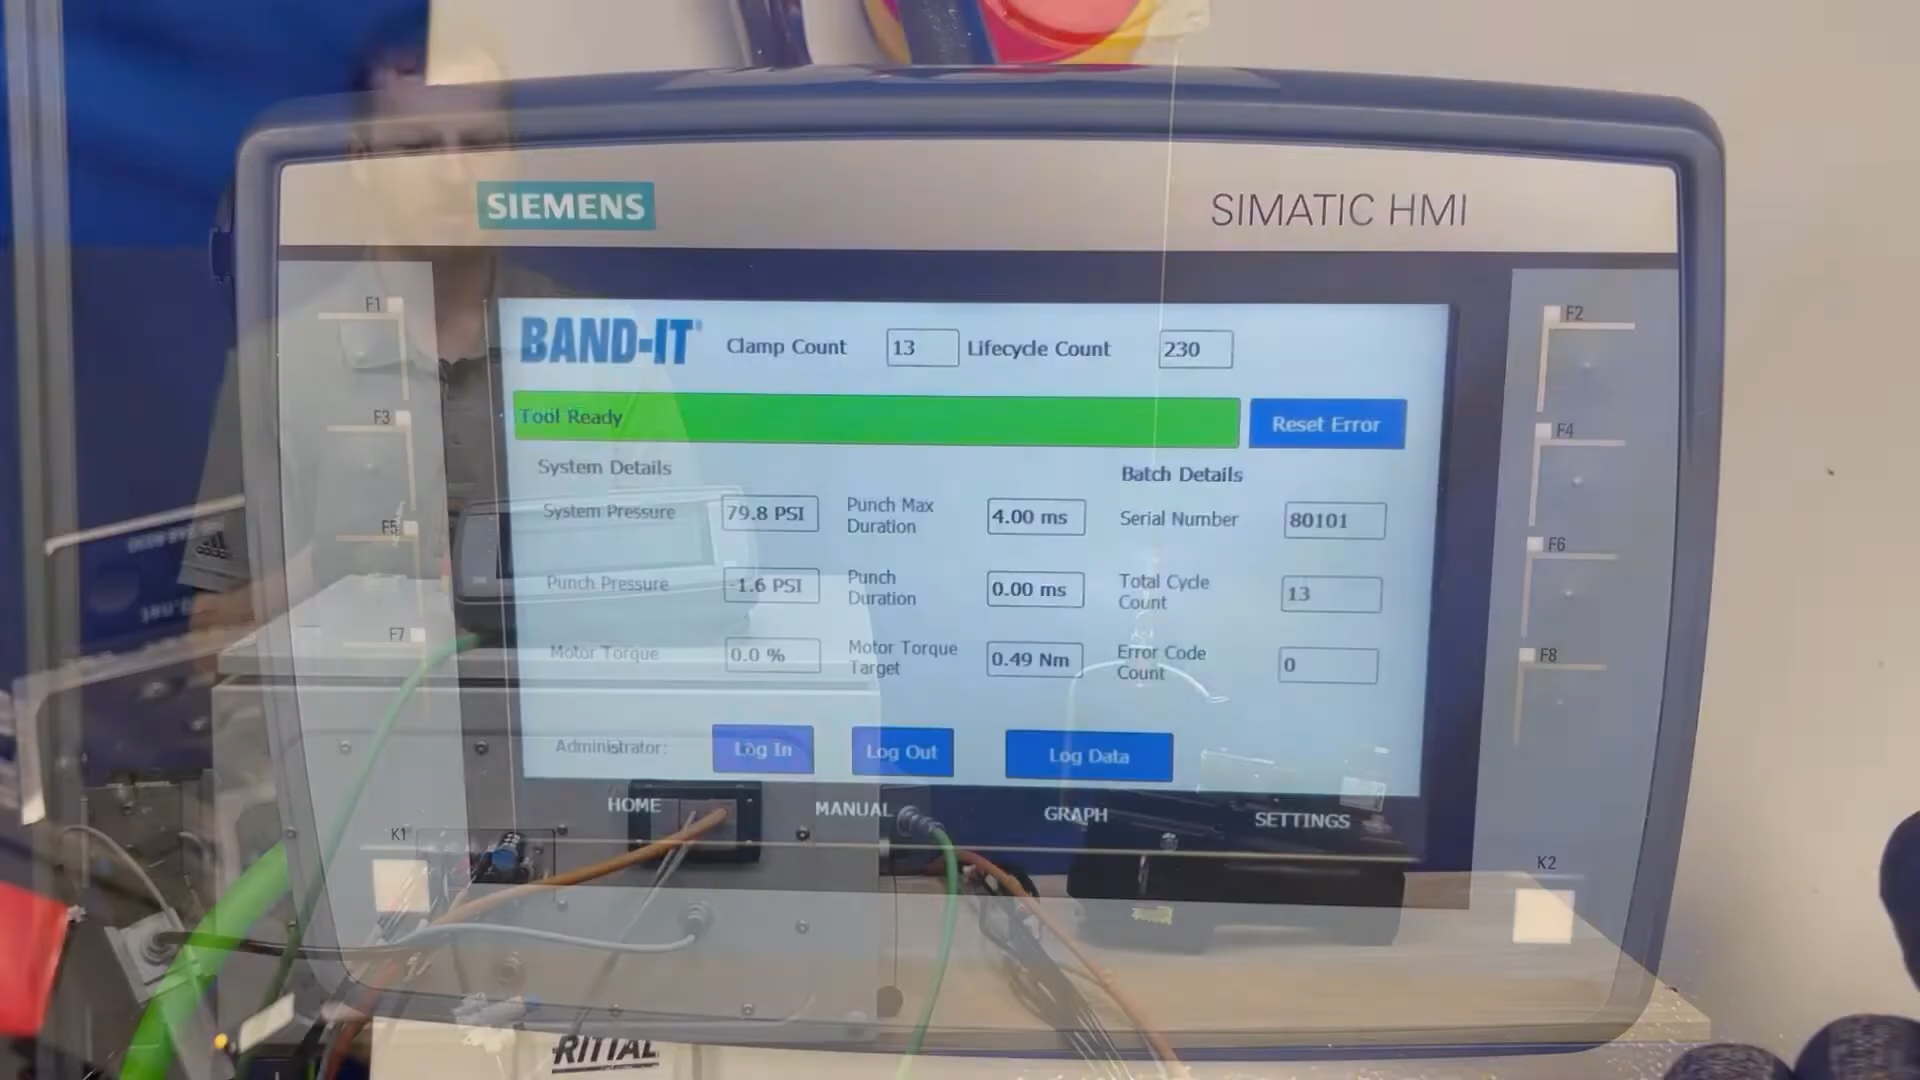 SIEMENS
SIMATIC HMI
F1
F2
F3
F4
F5
F6
F7
F8
K1
K2
BAND-IT®
Clamp Count 13 Lifecycle Count 230
Tool Ready
Reset Error
System Details
Batch Details
System Pressure 79.8 PSI
Punch Max Duration 4.00 ms
Serial Number 80101
Punch Pressure -1.6 PSI
Punch Duration 0.00 ms
Total Cycle Count 13
Motor Torque 0.0 %
Motor Torque Target 0.49 Nm
Error Code Count 0
Administrator: Log In Log Out Log Data
HOME MANUAL GRAPH SETTINGS
RITTAL